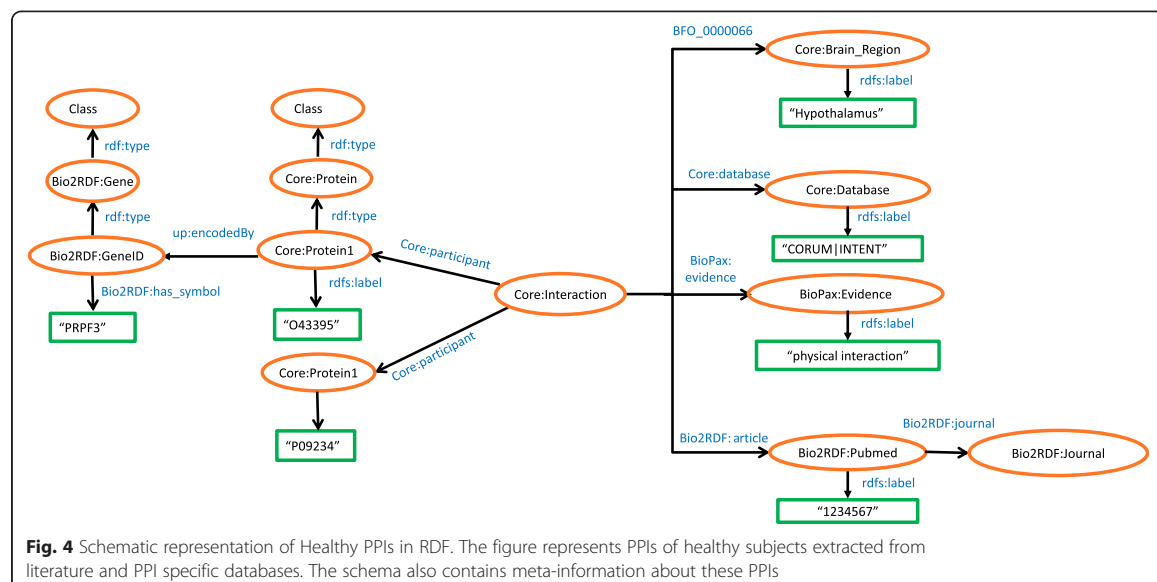 BFO_0000066
Core:Brain_Region
rdfs:label
“Hypothalamus”
Class
Class
rdf:type
rdf:type
Bio2RDF:Gene
Core:Protein
Core:database
Core:Database
rdf:type
rdf:type
rdfs:label
up:encodedBy
“CORUM|INTENT”
Bio2RDF:GeneID
Core:Protein1
Core:participant
BioPax:
evidence
rdfs:label
Bio2RDF:has_symbol
Core:Interaction
BioPax:Evidence
“PRPF3”
“O43395”
rdfs:label
Core:participant
“physical interaction”
Core:Protein1
“P09234”
Bio2RDF: article
Bio2RDF:journal
Bio2RDF:Pubmed
Bio2RDF:Journal
rdfs:label
“1234567”
Fig. 4 Schematic representation of Healthy PPIs in RDF. The figure represents PPIs of healthy subjects extracted from
literature and PPI specific databases. The schema also contains meta-information about these PPIs